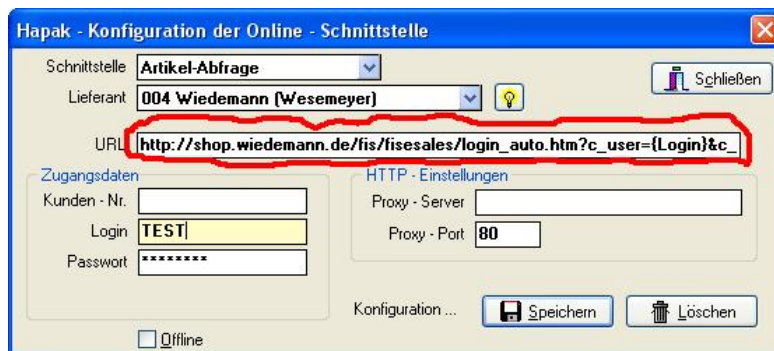 Hapak - Konfiguration der Online - Schnittstelle
Schnittstelle Artikel-Abfrage
Schließen
Lieferant 004 Wiedemann (Wesemeyer)
URL http://shop.wiedemann.de/fis/fisesales/login_auto.htm?c_user={Login}&c_
Zugangsdaten
Kunden - Nr.
Login TEST
Passwort ********
HTTP - Einstellungen
Proxy - Server
Proxy - Port 80
Konfiguration ... Speichern Löschen
Offline